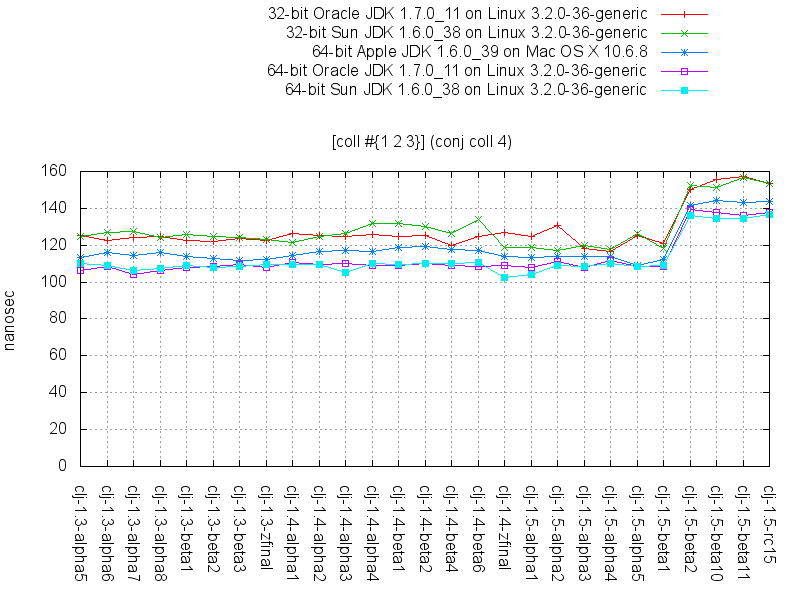 32-bit Oracle JDK 1.7.0_11 on Linux 3.2.0-36-generic
32-bit Sun JDK 1.6.0_38 on Linux 3.2.0-36-generic
64-bit Apple JDK 1.6.0_39 on Mac OS X 10.6.8
64-bit Oracle JDK 1.7.0_11 on Linux 3.2.0-36-generic
64-bit Sun JDK 1.6.0_38 on Linux 3.2.0-36-generic
[coll #{1 2 3}] (conj coll 4)
160
140
120
100
80
60
40
20
0
nanosec
clj-1.3-alpha5
clj-1.3-alpha6
clj-1.3-alpha7
clj-1.3-alpha8
clj-1.3-beta1
clj-1.3-beta2
clj-1.3-beta3
clj-1.3-zfinal
clj-1.4-alpha1
clj-1.4-alpha2
clj-1.4-alpha3
clj-1.4-alpha4
clj-1.4-beta1
clj-1.4-beta2
clj-1.4-beta4
clj-1.4-beta6
clj-1.4-zfinal
clj-1.5-alpha1
clj-1.5-alpha2
clj-1.5-alpha3
clj-1.5-alpha4
clj-1.5-alpha5
clj-1.5-beta1
clj-1.5-beta2
clj-1.5-beta10
clj-1.5-beta11
clj-1.5-rc15